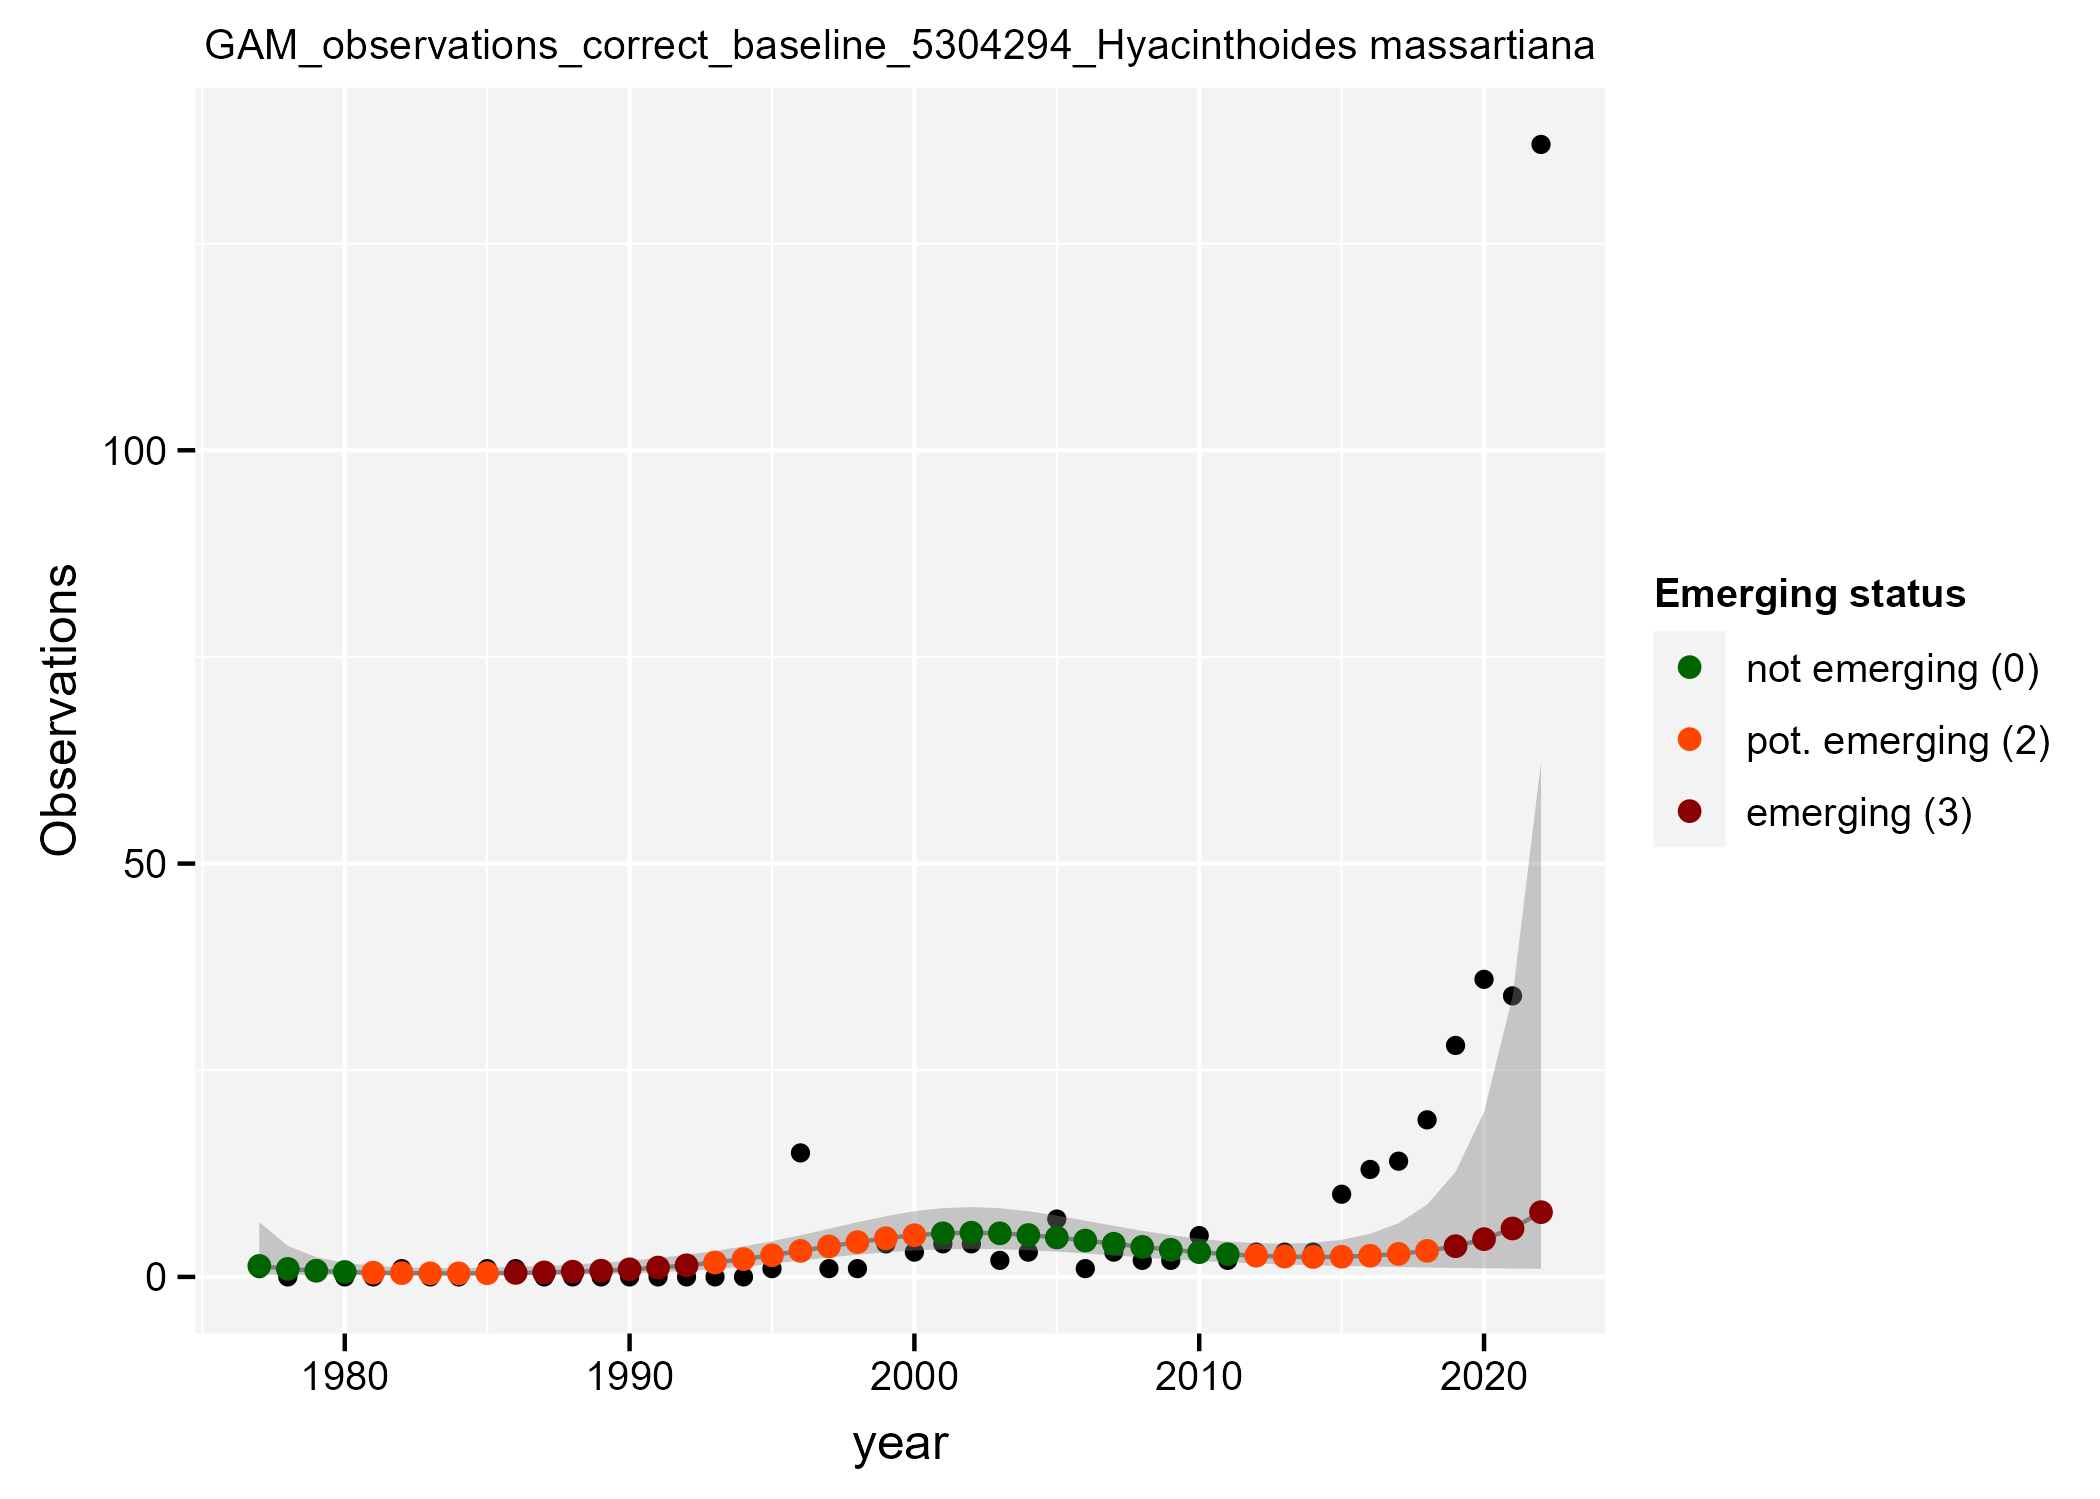 GAM_observations_correct_baseline_5304294_Hyacinthoides massartiana
Observations
100
50
0
1980
1990
2000
2010
2020
year
Emerging status
not emerging (0)
pot. emerging (2)
emerging (3)